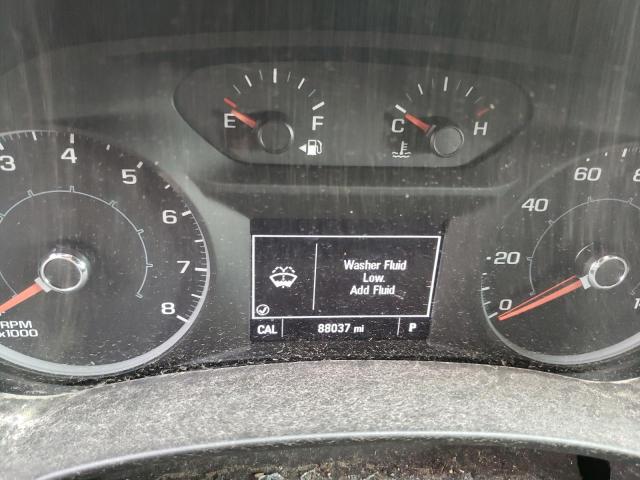 E F C H
3 4 5 6 7 8
RPM
x1000
Washer Fluid
Low.
Add Fluid
CAL 88037 mi P
0 20 40 60